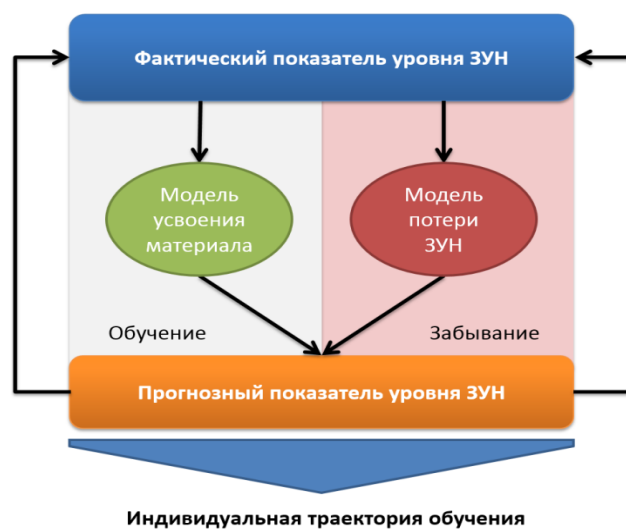 Фактический показатель уровня ЗУН
Модель
усвоения
материала
Модель
потери
ЗУН
Обучение
Забывание
Прогнозный показатель уровня ЗУН
Индивидуальная траектория обучения